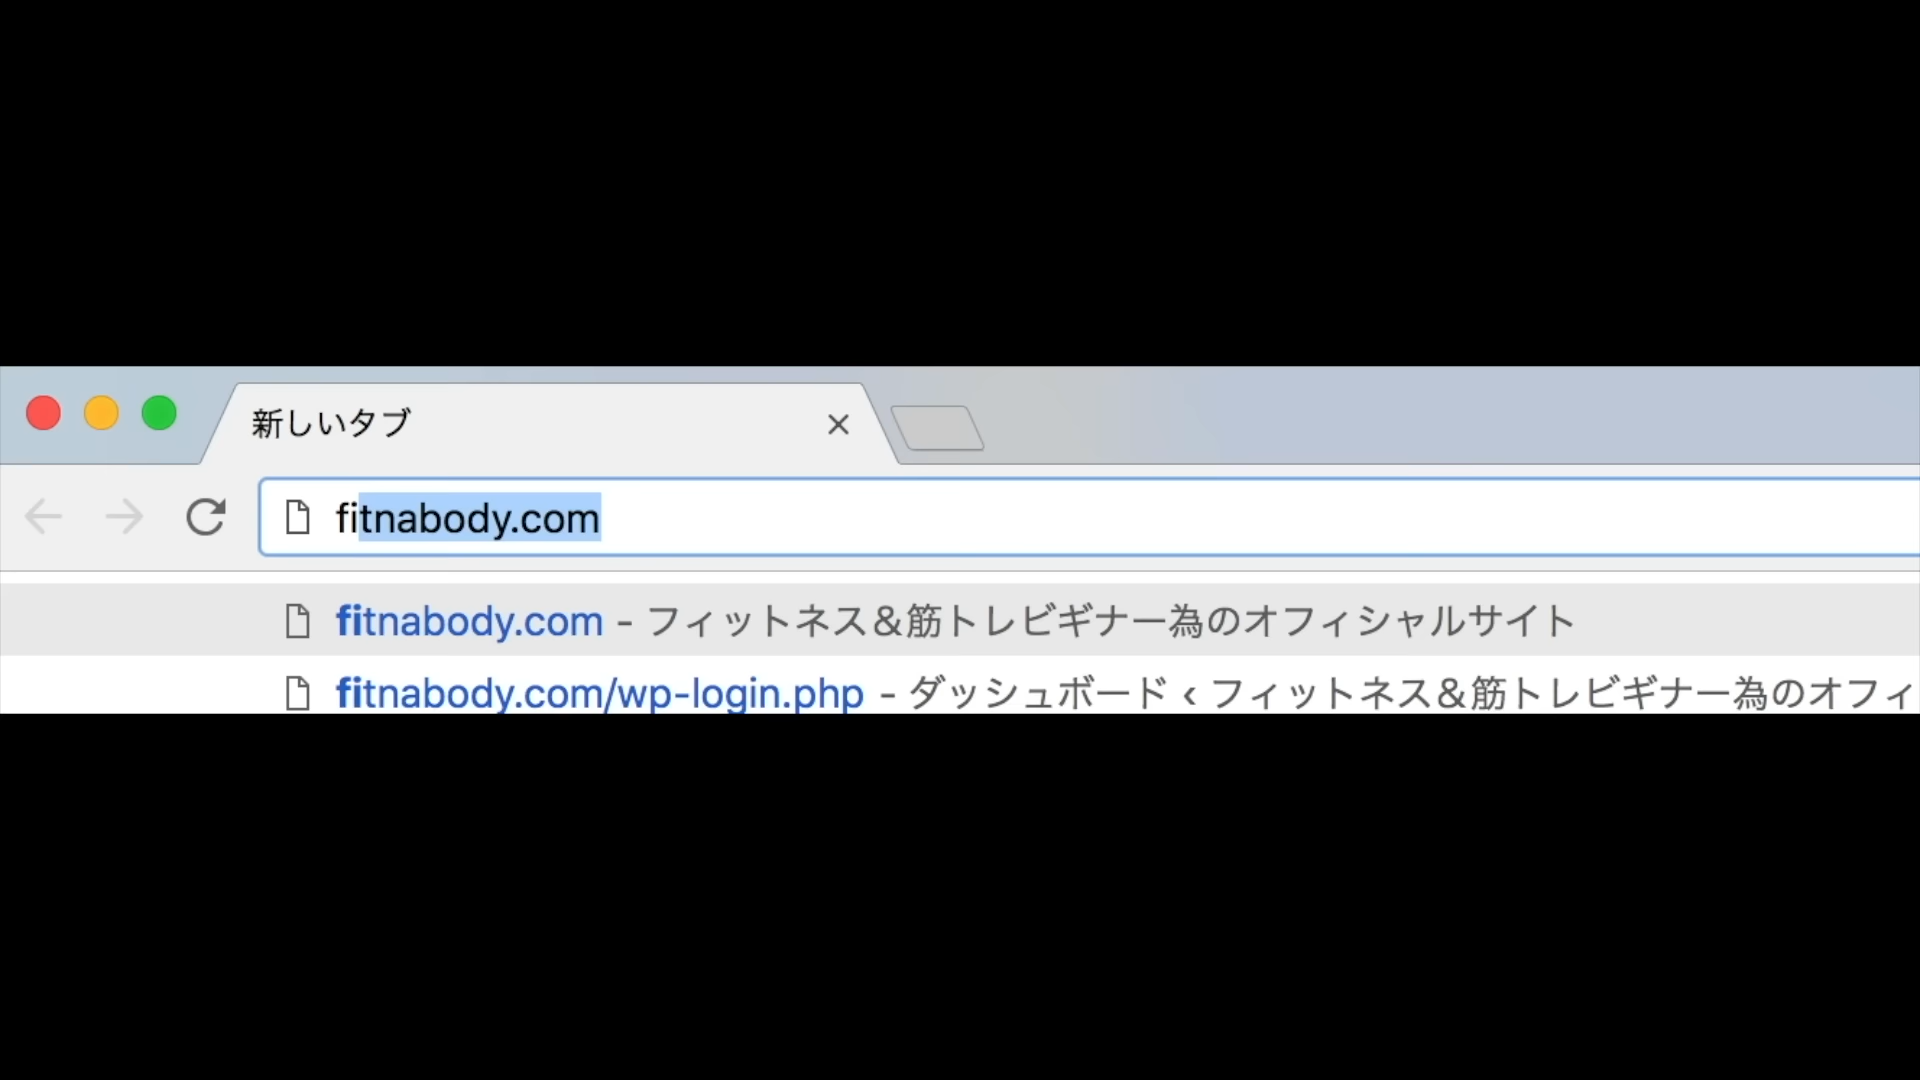 新しいタブ
fitnabody.com
fitnabody.com - フィットネス＆筋トレビギナー為のオフィシャルサイト
fitnabody.com/wp-login.php - ダッシュボード ‹ フィットネス＆筋トレビギナー為のオフィ